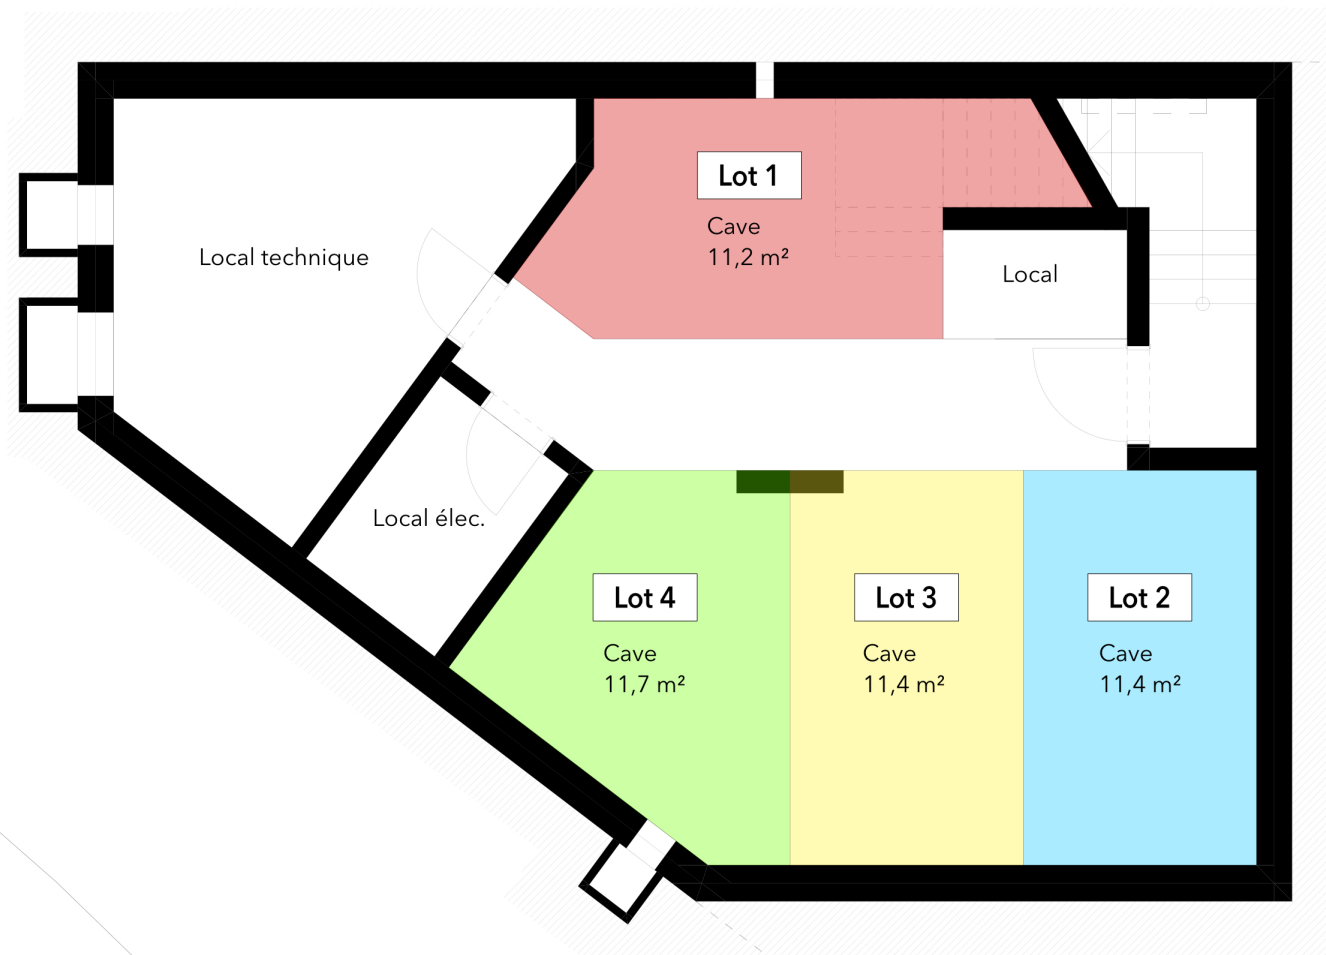 Lot 1
Cave
11,2 m²
Local technique
Local
Local élec.
Lot 4
Cave
11,7 m²
Lot 3
Cave
11,4 m²
Lot 2
Cave
11,4 m²